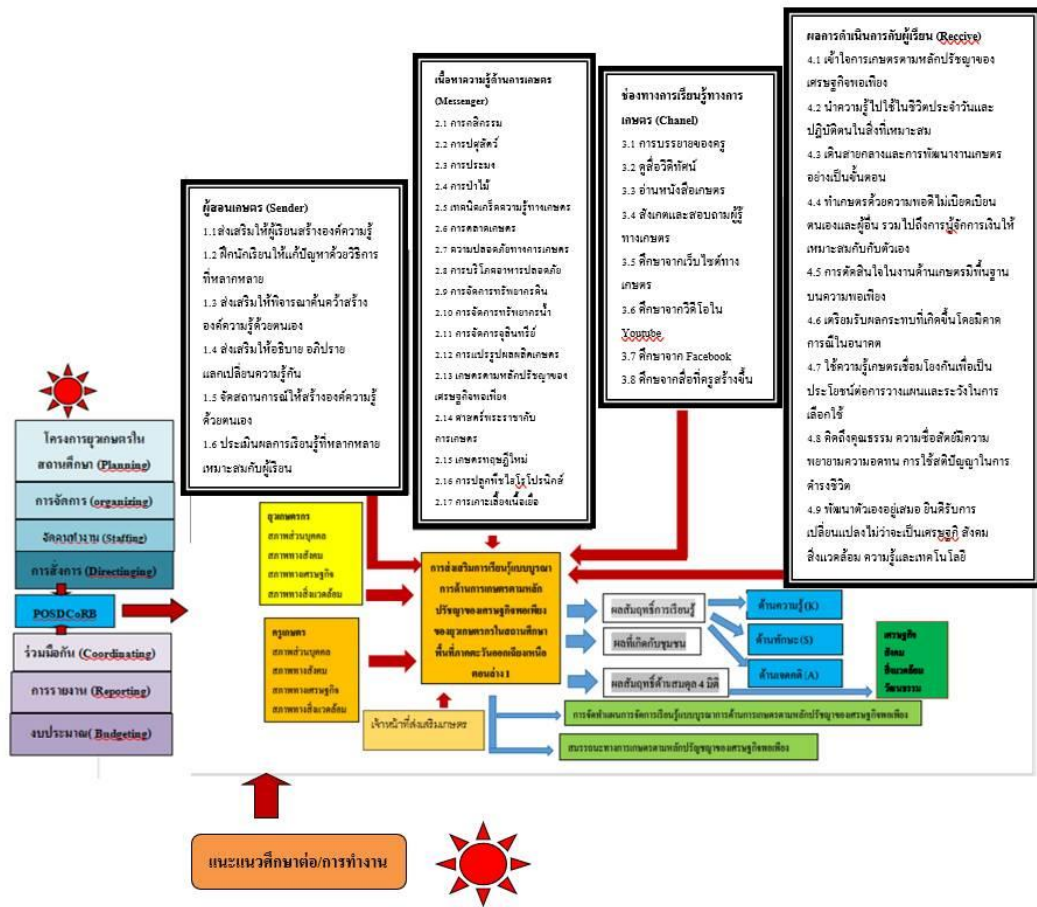 ผู้สอนเกษตร (Sender)
1.1ส่งเสริมให้ผู้เรียนสร้างองค์ความรู้
1.2 ฝึกนักเรียนให้แก้ปัญหาด้วยวิธีการ
ที่หลากหลาย
1.3 ส่งเสริมให้พิจารณาค้นคว้าสร้าง
องค์ความรู้ด้วยตนเอง
1.4 ส่งเสริมให้อธิบาย อภิปราย
แลกเปลี่ยนความรู้กัน
1.5 จัดสถานการณ์ให้สร้างองค์ความรู้
ด้วยตนเอง
1.6 ประเมินผลการเรียนรู้ที่หลากหลาย
เหมาะสมกับผู้เรียน
เนื้อหาความรู้ด้านการเกษตร
(Messenger)
2.1 การกสิกรรม
2.2 การปศุสัตว์
2.3 การประมง
2.4 การป่าไม้
2.5 เทคนิคเกร็ดความรู้ทางเกษตร
2.6 การตลาดเกษตร
2.7 ความปลอดภัยทางการเกษตร
2.8 การบริโภคอาหารปลอดภัย
2.9 การจัดการทรัพยากรดิน
2.10 การจัดการทรัพยากรน้ำ
2.11 การจัดการจุลินทรีย์
2.12 การแปรรูปผลผลิตเกษตร
2.13 เกษตรตามหลักปรัชญาของ
เศรษฐกิจพอเพียง
2.14 ศาสตร์พระราชากับ
การเกษตร
2.15 เกษตรทฤษฎีใหม่
2.16 การปลูกพืชไฮโรโปรนิกส์
2.17 การเกาะเลี้ยงเนื้อเยื่อ
ช่องทางการเรียนรู้ทางการ
เกษตร (Chanel)
3.1 การบรรยายของครู
3.2 ดูสื่อวิดิทัศน์
3.3 อ่านหนังสือเกษตร
3.4 สังเกตและสอบถามผู้รู้
ทางเกษตร
3.5 ศึกษาจากเว็บไซต์ทาง
เกษตร
3.6 ศึกษาจากวิดีโอใน
Youtube
3.7 ศึกษาจาก Facebook
3.8 ศึกษจากสื่อที่ครูสร้างขึ้น
ผลการดำเนินการกับผู้เรียน (Reccive)
4.1 เข้าใจการเกษตรตามหลักปรัชญาของ
เศรษฐกิจพอเพียง
4.2 นำความรู้ไปใช้ในชีวิตประจำวันและ
ปฏิบัติตนในสิ่งที่เหมาะสม
4.3 เดินสายกลางและการพัฒนางานเกษตร
อย่างเป็นขั้นตอน
4.4 ทำเกษตรด้วยความพอดีไม่เบียดเบียน
ตนเองและผู้อื่น รวมไปถึงการรู้จักการเงินให้
เหมาะสมกับกับตัวเอง
4.5 การตัดสินใจในงานด้านเกษตรมีพื้นฐาน
บนความพอเพียง
4.6 เตรียมรับผลกระทบที่เกิดขึ้นโดยมีคาด
การณ์ในอนาคต
4.7 ใช้ความรู้เกษตรเชื่อมโยงกันเพื่อเป็น
ประโยชน์ต่อการวางแผนและระวังในการ
เลือกใช้
4.8 คิดถึงคุณธรรม ความซื่อสัตย์มีความ
พยายามความอดทน การใช้สติปัญญาในการ
ดำรงชีวิต
4.9 พัฒนาตัวเองอยู่เสมอ ยินดีรับการ
เปลี่ยนแปลงไม่ว่าจะเป็นเศรษฐกิ สังคม
สิ่งแวดล้อม ความรู้และเทคโนโลยี
โครงการยุวเกษตรใน
สถานศึกษา (Planning)
การจัดการ (organizing)
จัดคนทำงาน (Staffing)
การสั่งการ (Directinging)
POSDCoRB
ร่วมมือกัน (Coordinating)
การรายงาน (Reporting)
งบประมาณ( Budgeting)
ยุวเกษตรกร
สภาพส่วนบุคคล
สภาพทางสังคม
สภาพทางเศรษฐกิจ
สภาพทางสิ่งแวดล้อม
ครูเกษตร
สภาพส่วนบุคคล
สภาพทางสังคม
สภาพทางเศรษฐกิจ
สภาพทางสิ่งแวดล้อม
เจ้าหน้าที่ส่งเสริมเกษตร
การส่งเสริมการเรียนรู้แบบบูรณา
การด้านการเกษตรตามหลัก
ปรัชญาของเศรษฐกิจพอเพียง
ของยุวเกษตรกรในสถานศึกษา
พื้นที่ภาคตะวันออกเฉียงเหนือ
ตอนล่าง 1
ผลสัมฤทธิ์การเรียนรู้
ผลที่เกิดกับชุมชน
ผลสัมฤทธิ์ด้านสมดุล 4 มิติ
ด้านความรู้ (K)
ด้านทักษะ (S)
ด้านเจตคติ (A)
เศรษฐกิจ
สังคม
สิ่งแวดล้อม
วัฒนธรรม
การจัดทำแผนการจัดการเรียนรู้แบบบูรณาการด้านการเกษตรตามหลักปรัชญาของเศรษฐกิจพอเพียง
สมรรถนะทางการเกษตรตามหลักปรัญชญาของเศรษฐกิจพอเพียง
แนะแนวศึกษาต่อ/การทำงาน